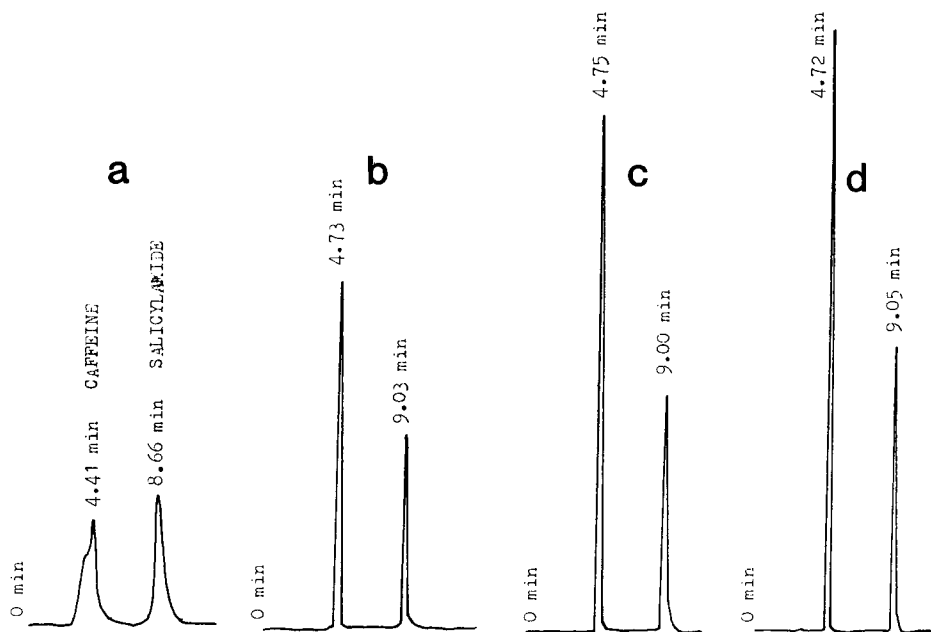 a
0 min
4.41 min CAFFEINE
8.66 min SALICYLAMIDE
b
0 min
4.73 min
9.03 min
c
0 min
4.75 min
9.00 min
d
0 min
4.72 min
9.05 min